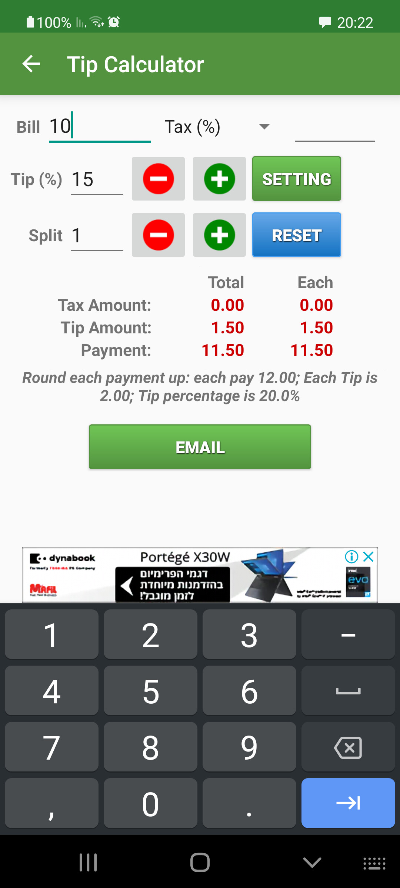 100% 20:22
Tip Calculator
Bill 10 Tax (%)
Tip (%) 15 SETTING
Split 1 RESET
Total Each
Tax Amount: 0.00 0.00
Tip Amount: 1.50 1.50
Payment: 11.50 11.50
Round each payment up: each pay 12.00; Each Tip is
2.00; Tip percentage is 20.0%
EMAIL
dynabook Portégé X30W
דגמי הפרימיום
בהזדמנות מיוחדת
לזמן מוגבל!
evo
1 2 3 -
4 5 6
7 8 9
, 0 .